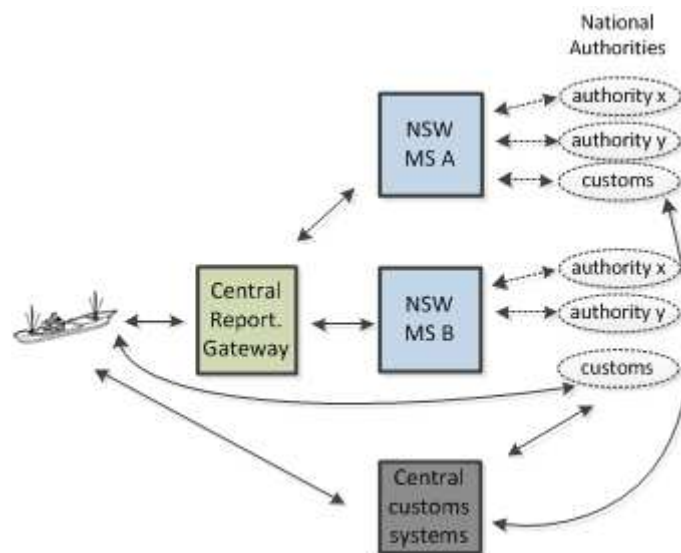 National
Authorities
NSW
MS A
authority x
authority y
customs
Central
Report.
Gateway
NSW
MS B
authority x
authority y
customs
Central
customs
systems